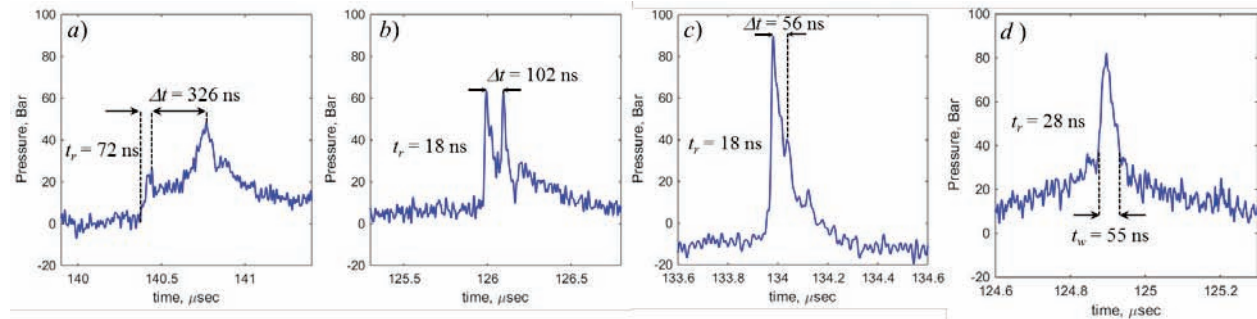 a)
Δt = 326 ns
t_r = 72 ns
Pressure, Bar
100
80
60
40
20
0
-20
140
140.5
141
time, μsec
b)
Δt = 102 ns
t_r = 18 ns
Pressure, Bar
100
80
60
40
20
0
-20
125.5
126
126.5
time, μsec
c)
Δt = 56 ns
t_r = 18 ns
Pressure, Bar
100
80
60
40
20
0
-20
133.6
133.8
134
134.2
134.4
134.6
time, μsec
d)
t_r = 28 ns
t_w = 55 ns
Pressure, Bar
100
80
60
40
20
0
-20
124.6
124.8
125
125.2
time, μsec